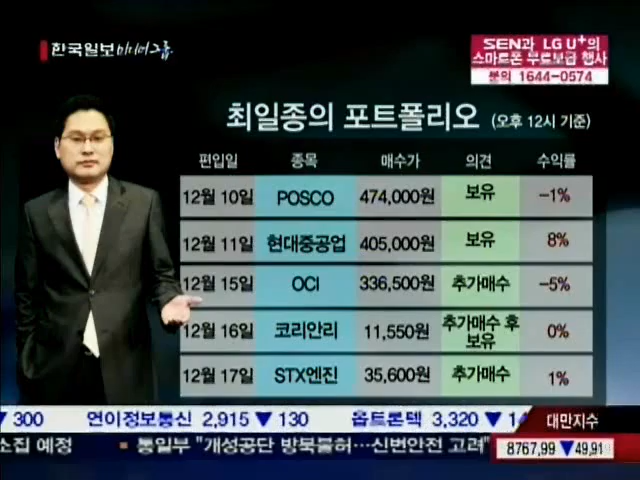 한국일보 미디어그룹
SEN과 LG U+의
스마트폰 무료보급 행사
문의 1644-0574
최일종의 포트폴리오 (오후 12시 기준)
편입일 종목 매수가 의견 수익률
12월 10일 POSCO 474,000원 보유 -1%
12월 11일 현대중공업 405,000원 보유 8%
12월 15일 OCI 336,500원 추가매수 -5%
12월 16일 코리안리 11,550원 추가매수 후 보유 0%
12월 17일 STX엔진 35,600원 추가매수 1%
▼300 연이정보통신 2,915 ▼130 옵트론텍 3,320 ▼
대만지수
소집 예정 ▪ 통일부 "개성공단 방북불허…신변안전 고려"
8767,99 ▼49,91